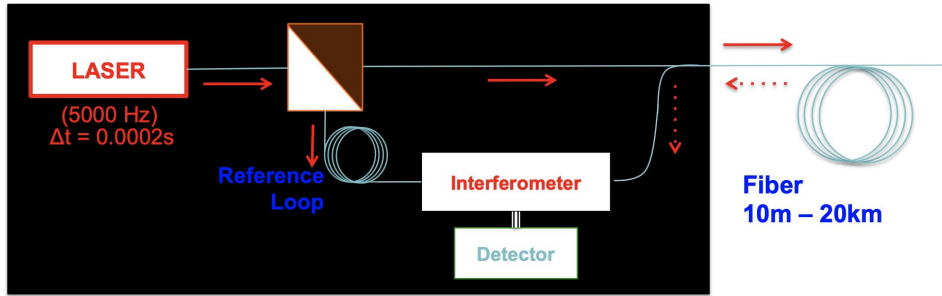 LASER
(5000 Hz)
Δt = 0.0002s
Reference
Loop
Interferometer
Detector
Fiber
10m – 20km